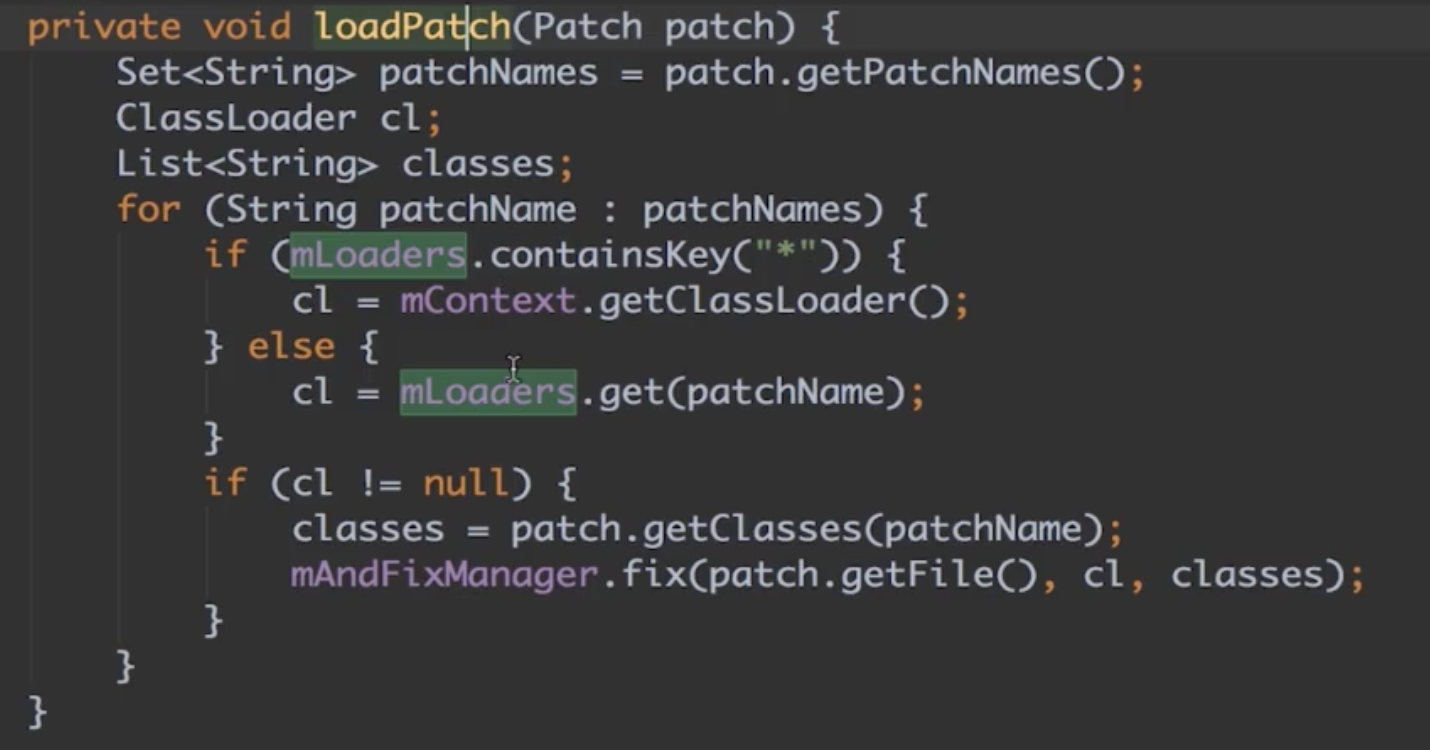 private void loadPatch(Patch patch) {
    Set<String> patchNames = patch.getPatchNames();
    ClassLoader cl;
    List<String> classes;
    for (String patchName : patchNames) {
        if (mLoaders.containsKey("*")) {
            cl = mContext.getClassLoader();
        } else {
            cl = mLoaders.get(patchName);
        }
        if (cl != null) {
            classes = patch.getClasses(patchName);
            mAndFixManager.fix(patch.getFile(), cl, classes);
        }
    }
}